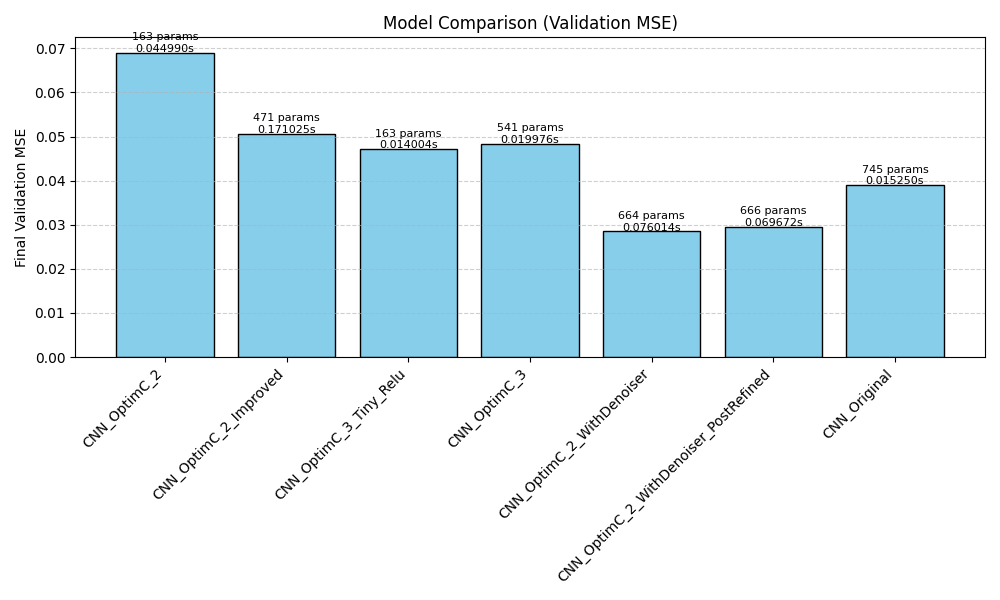 Model Comparison (Validation MSE)
Final Validation MSE
0.07
0.06
0.05
0.04
0.03
0.02
0.01
0.00
163 params
0.044990s
471 params
0.171025s
163 params
0.014004s
541 params
0.019976s
664 params
0.076014s
666 params
0.069672s
745 params
0.015250s
CNN_OptimC_2
CNN_OptimC_2_Improved
CNN_OptimC_3_Tiny_Relu
CNN_OptimC_3
CNN_OptimC_2_WithDenoiser
CNN_OptimC_2_WithDenoiser_PostRefined
CNN_Original